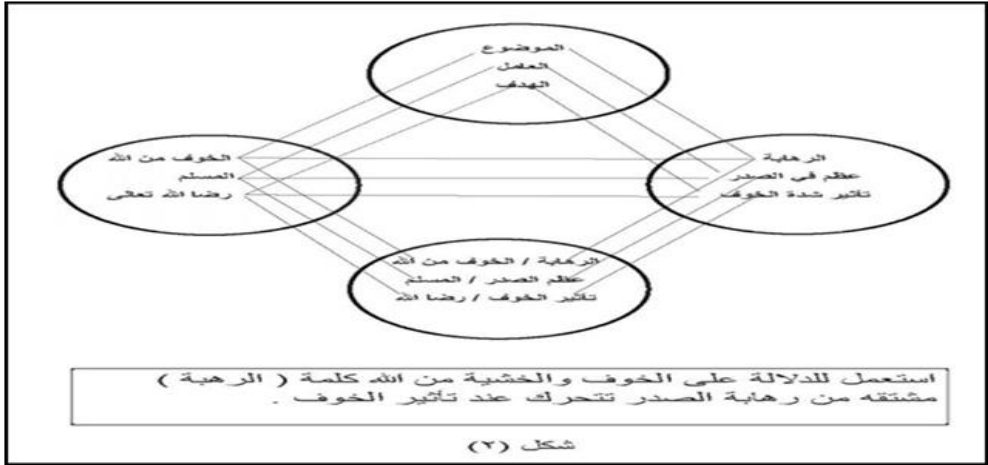 الموضوع
العامل
الهدف
الرهابة
عظم في الصدر
تأثير شدة الخوف
الخوف من الله
المسلم
رضا الله تعالى
الرهابة / الخوف من الله
عظم الصدر / المسلم
تأثير الخوف / رضا الله
استعمل للدلالة على الخوف والخشية من الله كلمة ( الرهبة )
مشتقه من رهابة الصدر تتحرك عند تأثير الخوف .
شكل (٢)